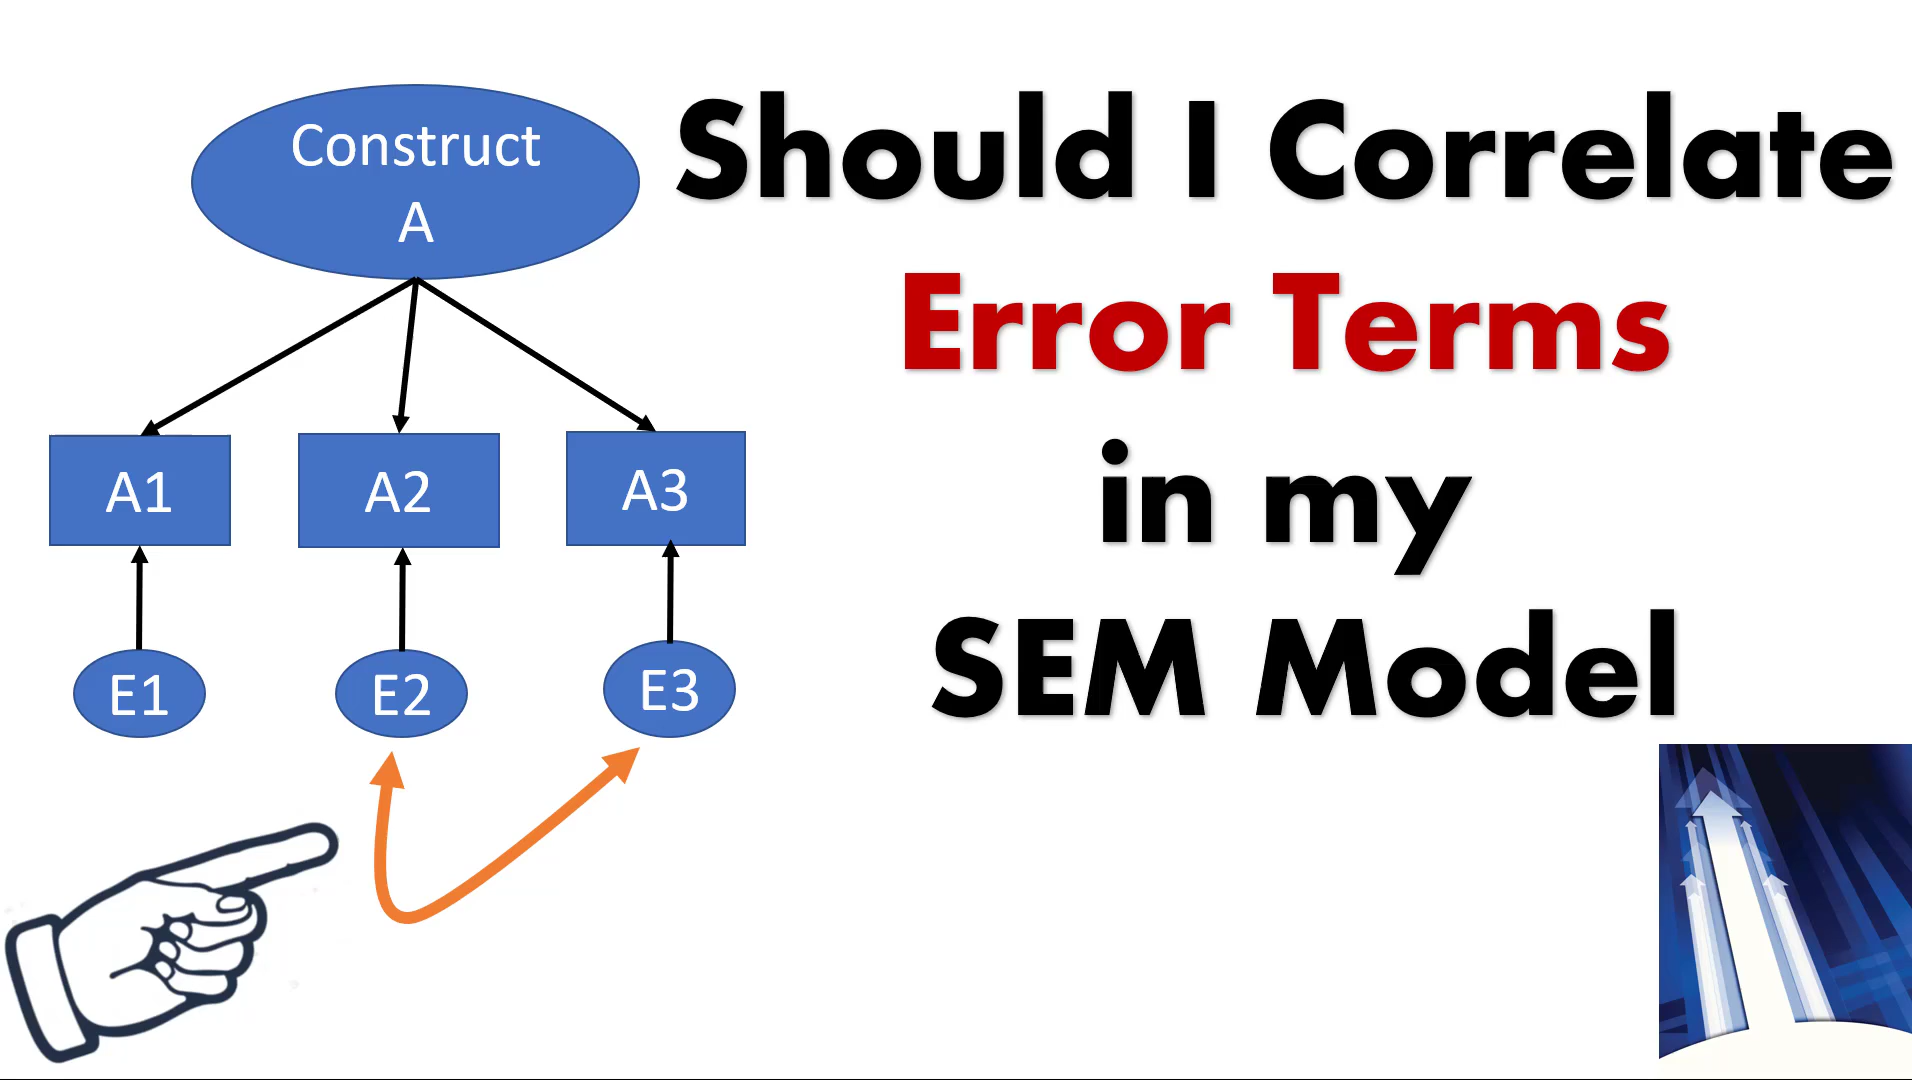 Construct
A
A1
A2
A3
E1
E2
E3
Should I Correlate
Error Terms
in my
SEM Model